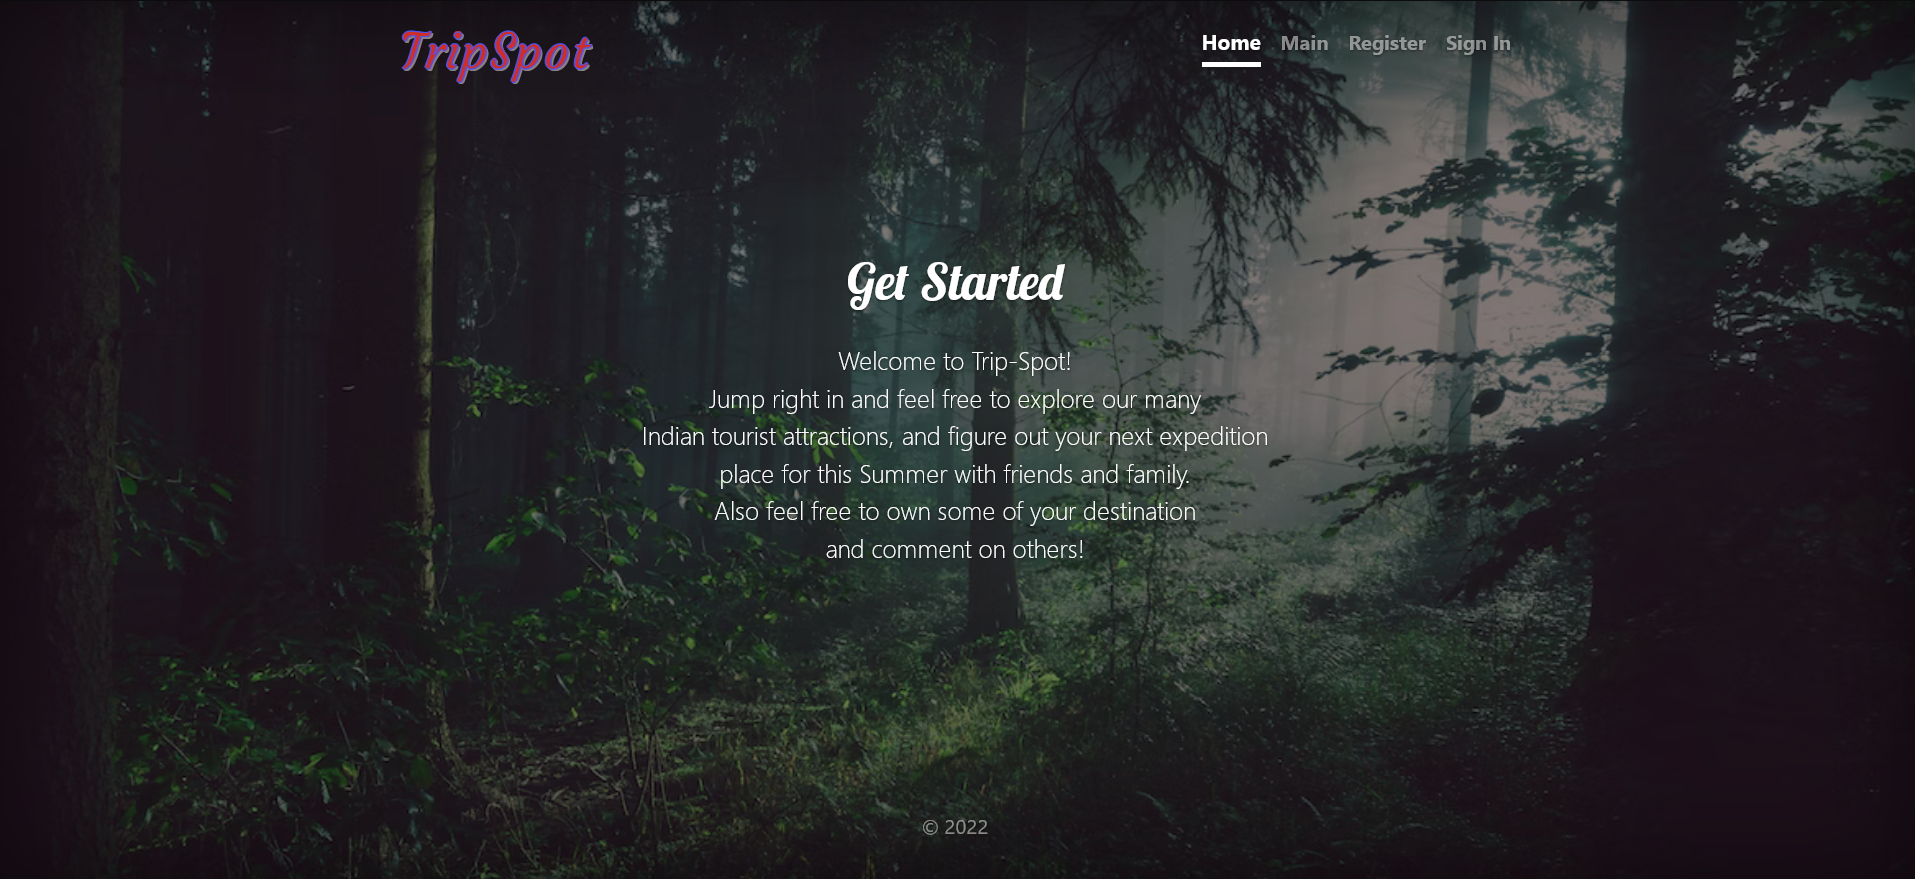 TripSpot
Home Main Register Sign In
Get Started
Welcome to Trip-Spot!
Jump right in and feel free to explore our many
Indian tourist attractions, and figure out your next expedition
place for this Summer with friends and family.
Also feel free to own some of your destination
and comment on others!
© 2022